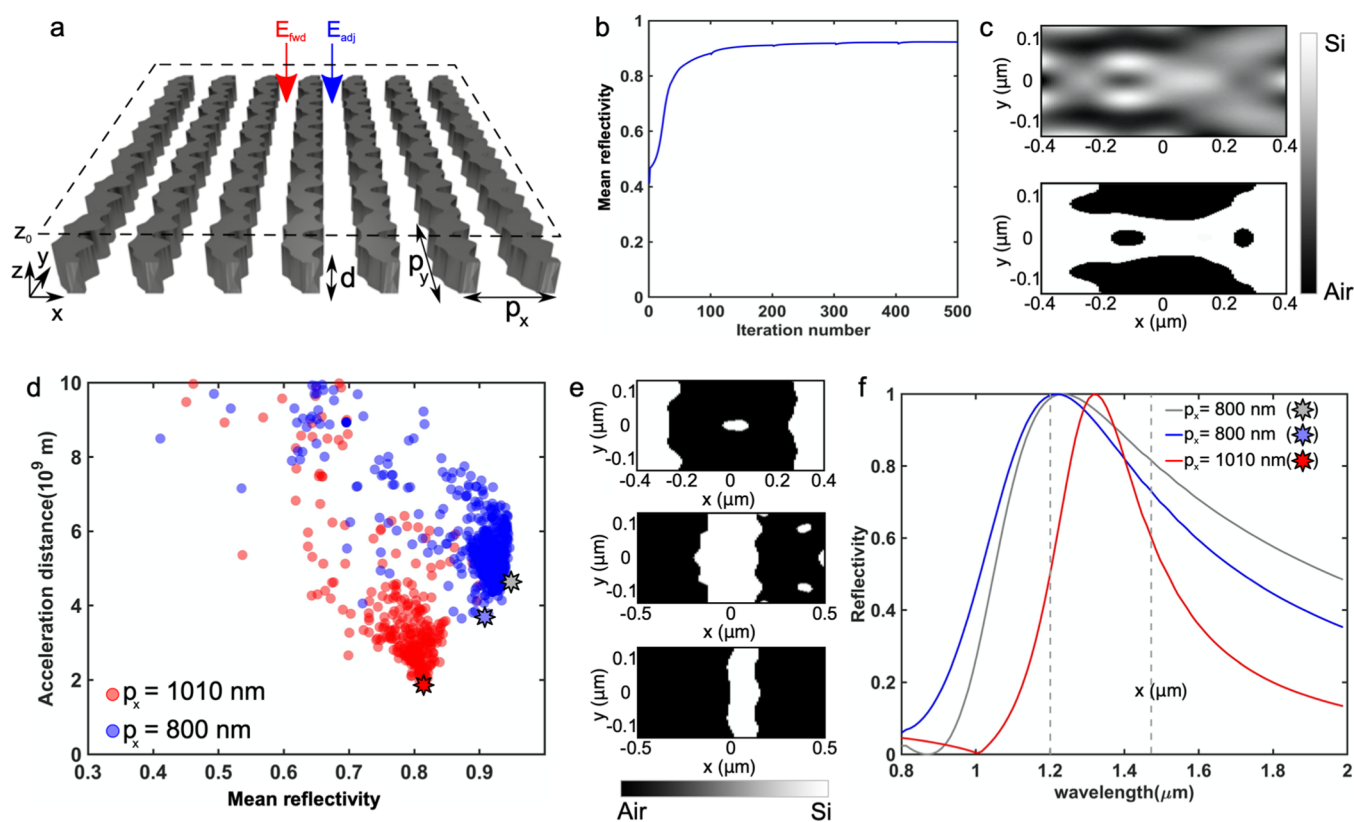 a
E_fwd
E_adj
z_0
z
y
x
d
p_y
p_x
b
Mean reflectivity
1
0.8
0.6
0.4
0.2
0
0 100 200 300 400 500
Iteration number
c
y (µm)
0.1
0
-0.1
-0.4 -0.2 0 0.2 0.4
y (µm)
0.1
0
-0.1
-0.4 -0.2 0 0.2 0.4
x (µm)
Si
Air
d
Acceleration distance(10^9 m)
10
8
6
4
2
0
p_x = 1010 nm
p_x = 800 nm
0.3 0.4 0.5 0.6 0.7 0.8 0.9
Mean reflectivity
e
y (µm)
0.1
0
-0.1
-0.4 -0.2 0 0.2 0.4
x (µm)
y (µm)
0.1
0
-0.1
-0.5 0 0.5
x (µm)
y (µm)
0.1
0
-0.1
-0.5 0 0.5
x (µm)
Air Si
f
Reflectivity
1
0.8
0.6
0.4
0.2
0
p_x= 800 nm ( )
p_x= 800 nm ( )
p_x= 1010 nm( )
x (µm)
0.8 1 1.2 1.4 1.6 1.8 2
wavelength(µm)